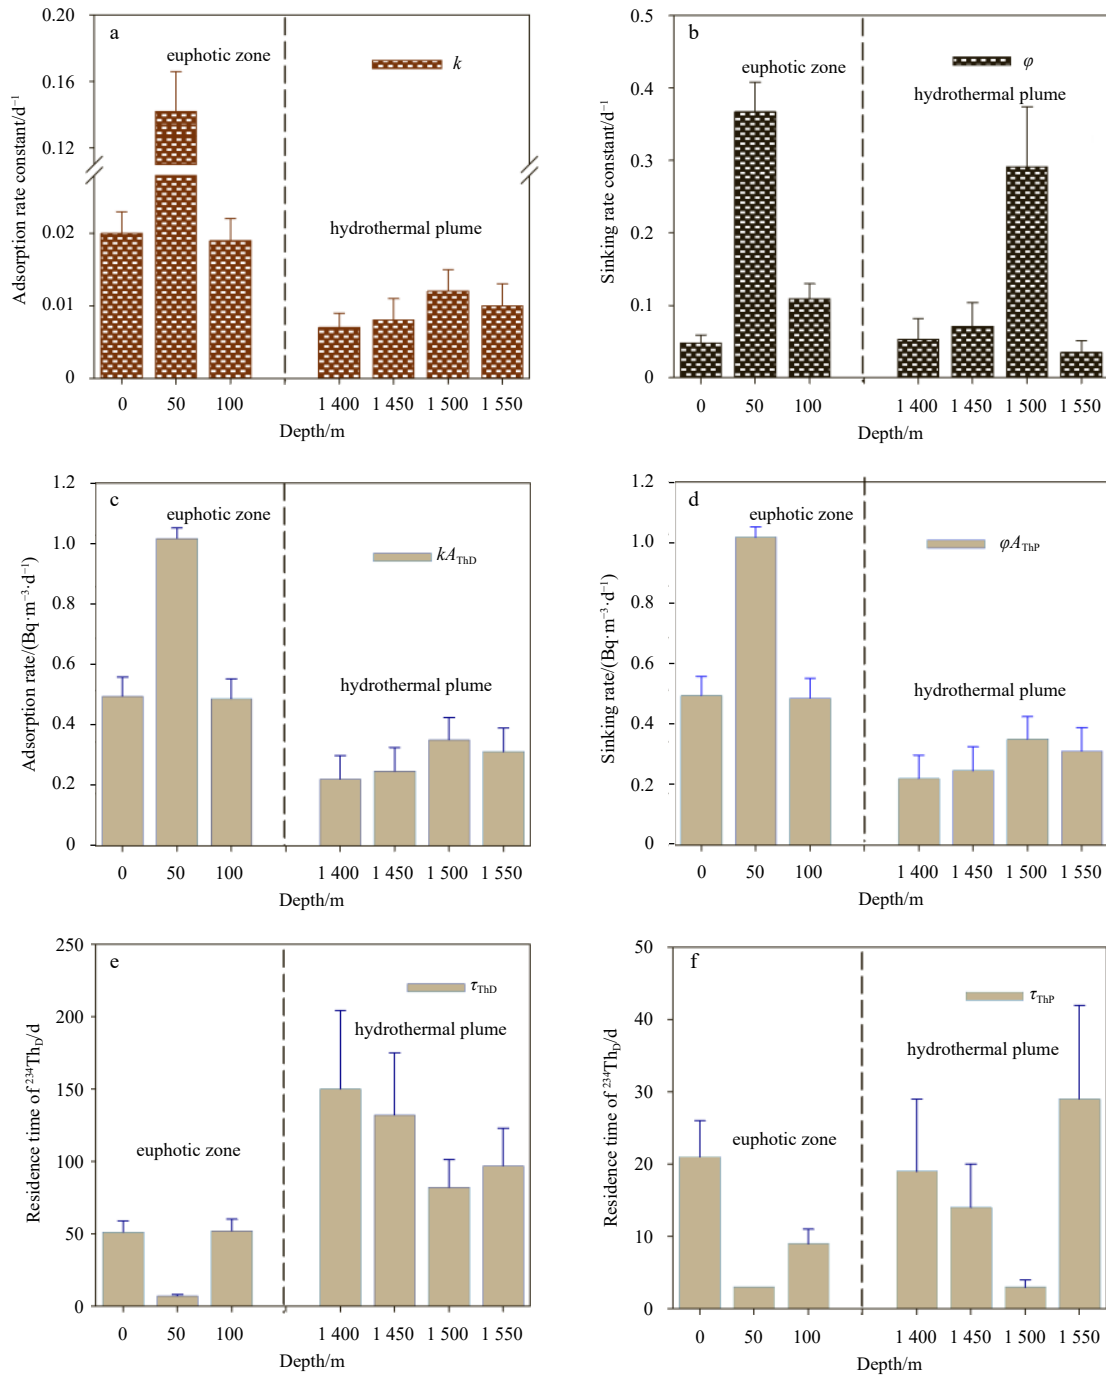 a
euphotic zone
k
hydrothermal plume
Adsorption rate constant/d⁻¹
0.20
0.16
0.12
0.02
0.01
0
0 50 100 1 400 1 450 1 500 1 550
Depth/m
b
euphotic zone
φ
hydrothermal plume
Sinking rate constant/d⁻¹
0.5
0.4
0.3
0.2
0.1
0
0 50 100 1 400 1 450 1 500 1 550
Depth/m
c
euphotic zone
kA_ThD
hydrothermal plume
Adsorption rate/(Bq·m⁻³·d⁻¹)
1.2
1.0
0.8
0.6
0.4
0.2
0
0 50 100 1 400 1 450 1 500 1 550
Depth/m
d
euphotic zone
φA_ThP
hydrothermal plume
Sinking rate/(Bq·m⁻³·d⁻¹)
1.2
1.0
0.8
0.6
0.4
0.2
0
0 50 100 1 400 1 450 1 500 1 550
Depth/m
e
τ_ThD
hydrothermal plume
euphotic zone
Residence time of ²³⁴Th_D/d
250
200
150
100
50
0
0 50 100 1 400 1 450 1 500 1 550
Depth/m
f
τ_ThP
hydrothermal plume
euphotic zone
Residence time of ²³⁴Th_D/d
50
40
30
20
10
0
0 50 100 1 400 1 450 1 500 1 550
Depth/m